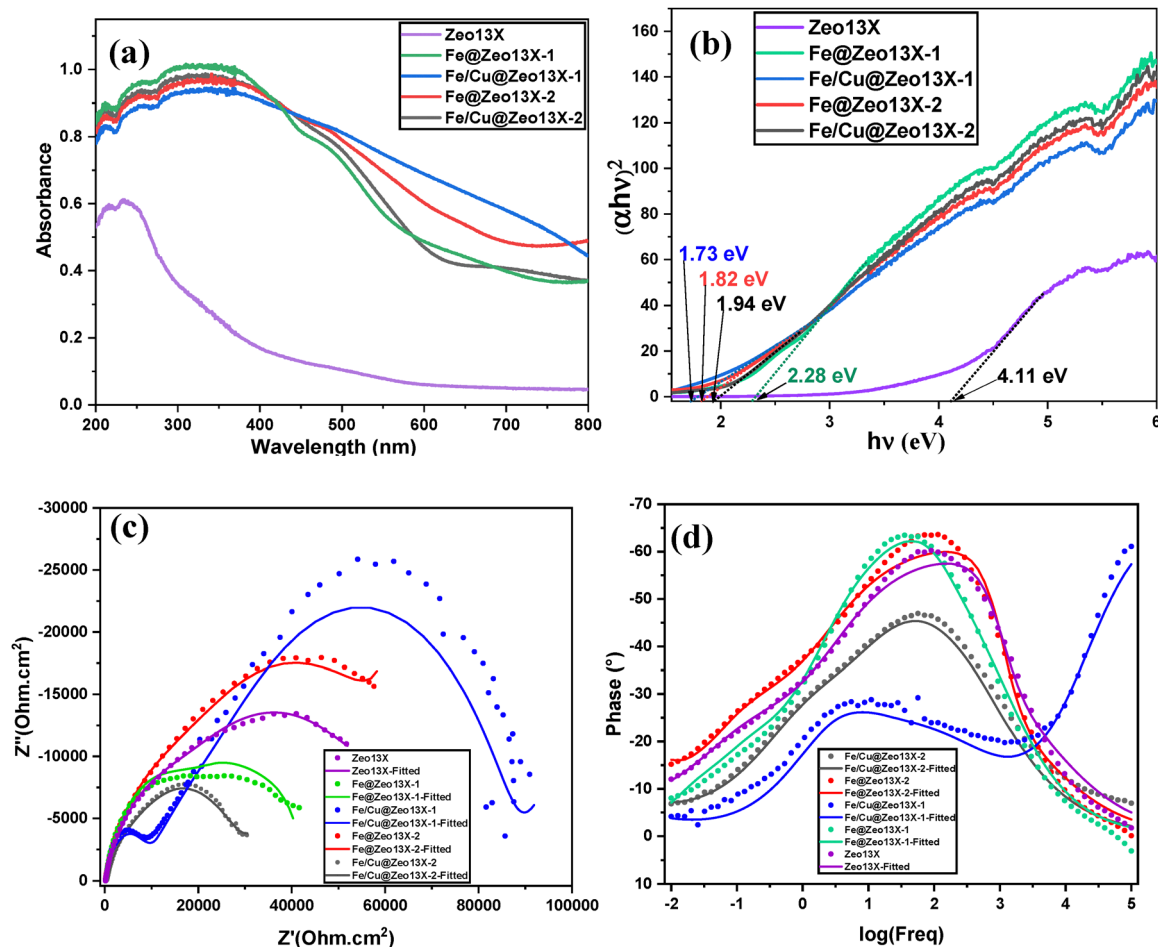 (a)
Zeo13X
Fe@Zeo13X-1
Fe/Cu@Zeo13X-1
Fe@Zeo13X-2
Fe/Cu@Zeo13X-2
1.0
0.8
0.6
0.4
0.2
0.0
Absorbance
200 300 400 500 600 700 800
Wavelength (nm)
(b)
Zeo13X
Fe@Zeo13X-1
Fe/Cu@Zeo13X-1
Fe@Zeo13X-2
Fe/Cu@Zeo13X-2
160
140
120
100
80
60
40
20
0
(αhν)²
1.73 eV
1.82 eV
1.94 eV
2.28 eV
4.11 eV
2 3 4 5 6
hν (eV)
(c)
-30000
-25000
-20000
-15000
-10000
-5000
0
Z''(Ohm.cm²)
Zeo13X
Zeo13X-Fitted
Fe@Zeo13X-1
Fe@Zeo13X-1-Fitted
Fe/Cu@Zeo13X-1
Fe/Cu@Zeo13X-1-Fitted
Fe@Zeo13X-2
Fe@Zeo13X-2-Fitted
Fe/Cu@Zeo13X-2
Fe/Cu@Zeo13X-2-Fitted
0 20000 40000 60000 80000 100000
Z'(Ohm.cm²)
(d)
-70
-60
-50
-40
-30
-20
-10
0
10
Phase (°)
Fe/Cu@Zeo13X-2
Fe/Cu@Zeo13X-2-Fitted
Fe@Zeo13X-2
Fe@Zeo13X-2-Fitted
Fe/Cu@Zeo13X-1
Fe/Cu@Zeo13X-1-Fitted
Fe@Zeo13X-1
Fe@Zeo13X-1-Fitted
Zeo13X
Zeo13X-Fitted
-2 -1 0 1 2 3 4 5
log(Freq)